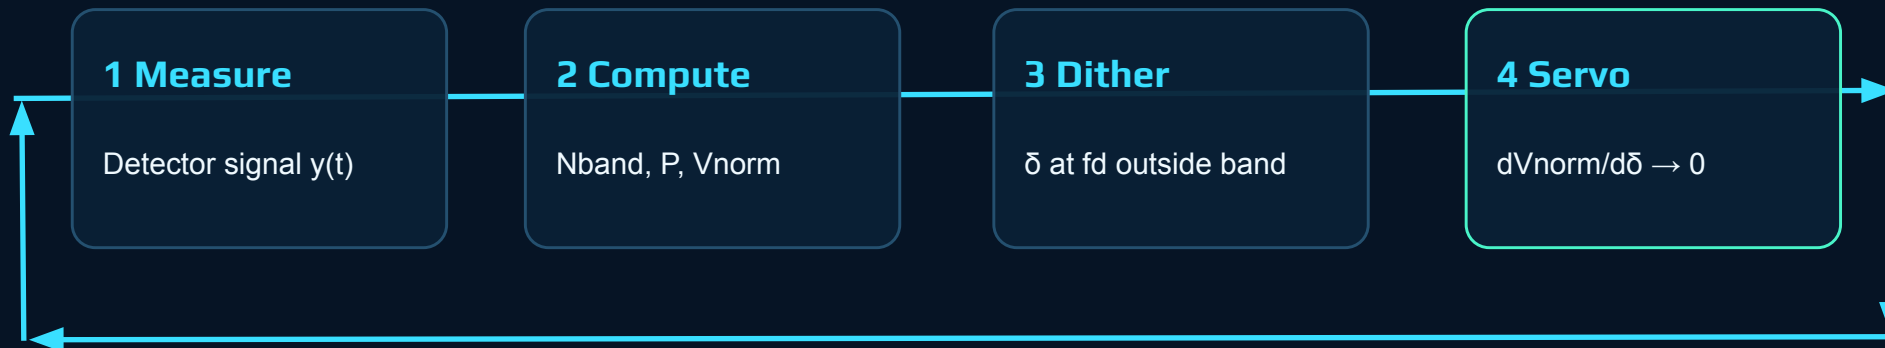 1 Measure
Detector signal y(t)
2 Compute
Nband, P, Vnorm
3 Dither
δ at fd outside band
4 Servo
dVnorm/dδ → 0